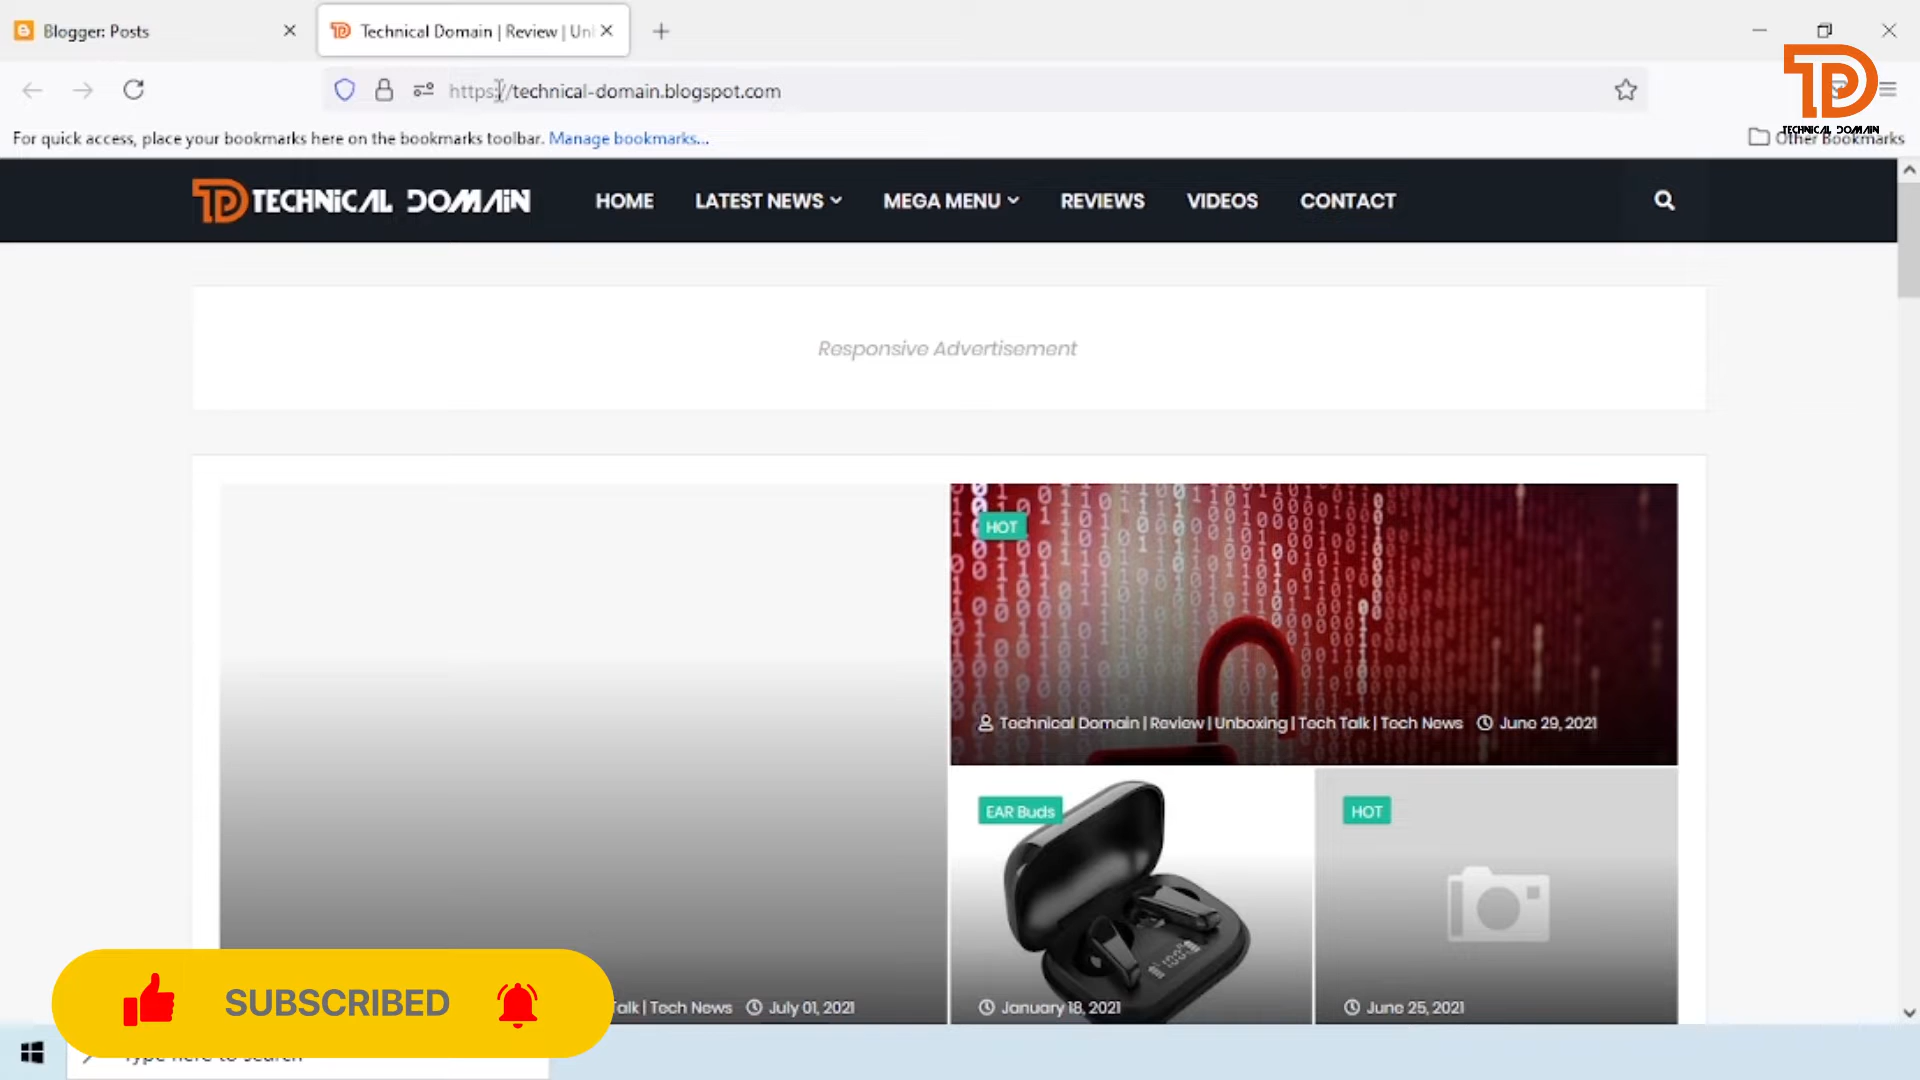 Blogger: Posts
Technical Domain | Review | Un
https://technical-domain.blogspot.com
TECHNICAL DOMAIN
For quick access, place your bookmarks here on the bookmarks toolbar. Manage bookmarks...
Other Bookmarks
TECHNICAL DOMAIN HOME LATEST NEWS MEGA MENU REVIEWS VIDEOS CONTACT
Responsive Advertisement
HOT
Technical Domain | Review | Unboxing | Tech Talk | Tech News June 29, 2021
EAR Buds
HOT
100%
Talk | Tech News July 01, 2021
January 18, 2021
June 25, 2021
SUBSCRIBED
Type here to search